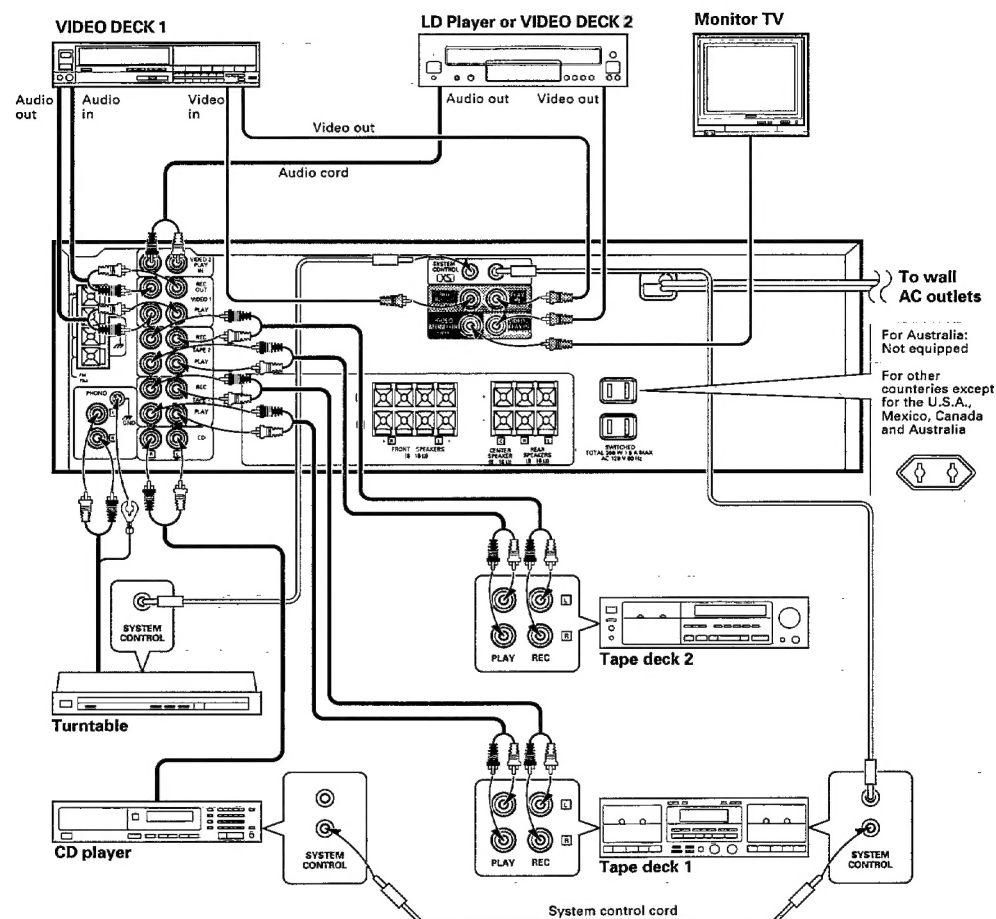 VIDEO DECK 1
LD Player or VIDEO DECK 2
Monitor TV
Audio
out
Audio
in
Video
in
Audio out
Video out
Video out
Audio cord
VIDEO 2
PLAY
IN
REC
OUT
VIDEO 1
PLAY
REC
TAPE 2
PLAY
REC
PLAY
CD
PHONO
GND
SYSTEM
CONTROL
To wall
AC outlets
For Australia:
Not equipped
For other
counteries except
for the U.S.A.,
Mexico, Canada
and Australia
R
L
FRONT SPEAKERS
C
R
L
CENTER
SPEAKER
REAR
SPEAKERS
SWITCHED
AC 120 V 60 Hz
R
L
SYSTEM
CONTROL
Turntable
L
R
PLAY
REC
Tape deck 2
CD player
SYSTEM
CONTROL
L
R
PLAY
REC
Tape deck 1
SYSTEM
CONTROL
System control cord